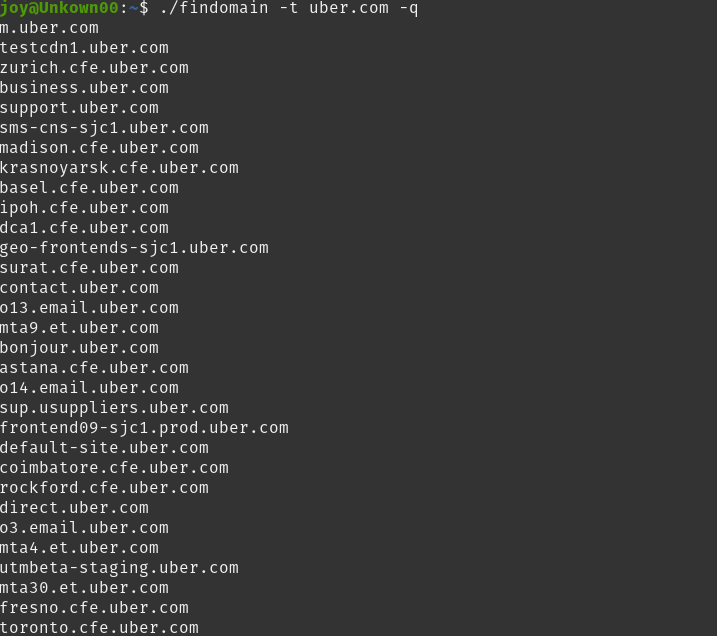 joy@Unkown00:~$ ./findomain -t uber.com -q
m.uber.com
testcdn1.uber.com
zurich.cfe.uber.com
business.uber.com
support.uber.com
sms-cns-sjc1.uber.com
madison.cfe.uber.com
krasnoyarsk.cfe.uber.com
basel.cfe.uber.com
ipoh.cfe.uber.com
dca1.cfe.uber.com
geo-frontends-sjc1.uber.com
surat.cfe.uber.com
contact.uber.com
o13.email.uber.com
mta9.et.uber.com
bonjour.uber.com
astana.cfe.uber.com
o14.email.uber.com
sup.usuppliers.uber.com
frontend09-sjc1.prod.uber.com
default-site.uber.com
coimbatore.cfe.uber.com
rockford.cfe.uber.com
direct.uber.com
o3.email.uber.com
mta4.et.uber.com
utmbeta-staging.uber.com
mta30.et.uber.com
fresno.cfe.uber.com
toronto.cfe.uber.com